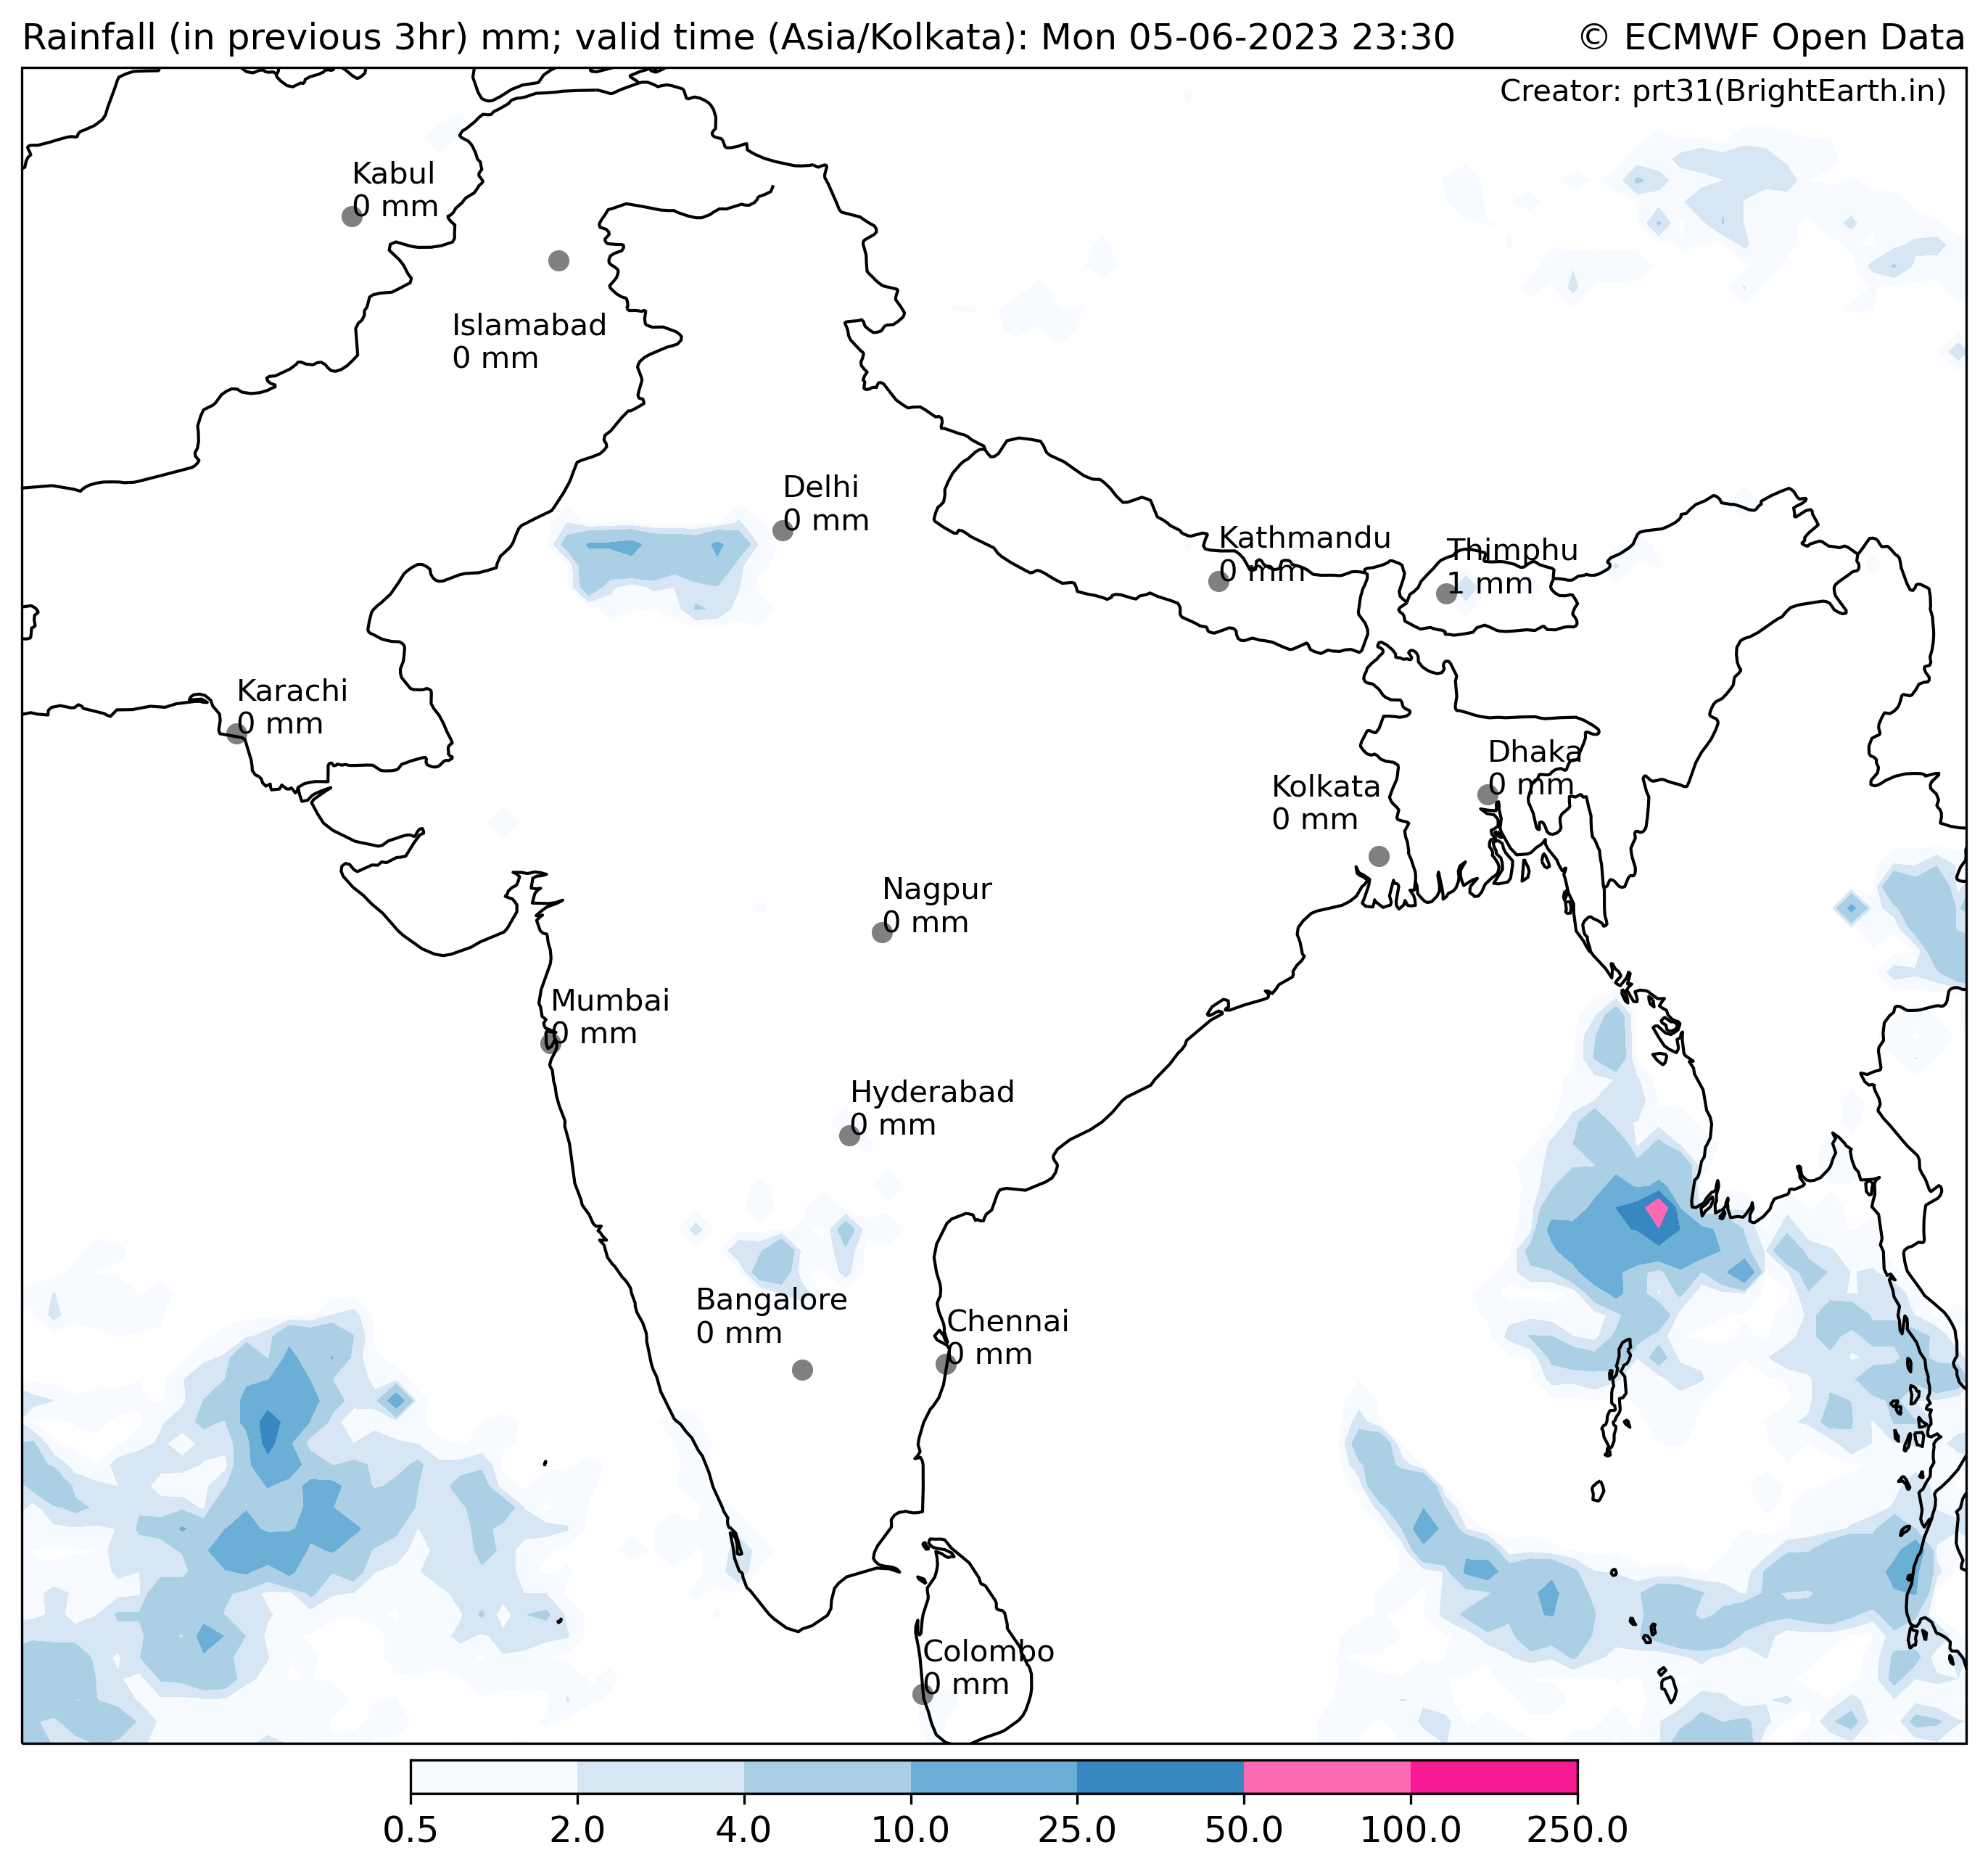 Rainfall (in previous 3hr) mm; valid time (Asia/Kolkata): Mon 05-06-2023 23:30
© ECMWF Open Data
Creator: prt31(BrightEarth.in)
Kabul
0 mm
Islamabad
0 mm
Delhi
0 mm
Kathmandu
0 mm
Thimphu
1 mm
Karachi
0 mm
Dhaka
0 mm
Kolkata
0 mm
Nagpur
0 mm
Mumbai
0 mm
Hyderabad
0 mm
Bangalore
0 mm
Chennai
0 mm
Colombo
0 mm
0.5 2.0 4.0 10.0 25.0 50.0 100.0 250.0